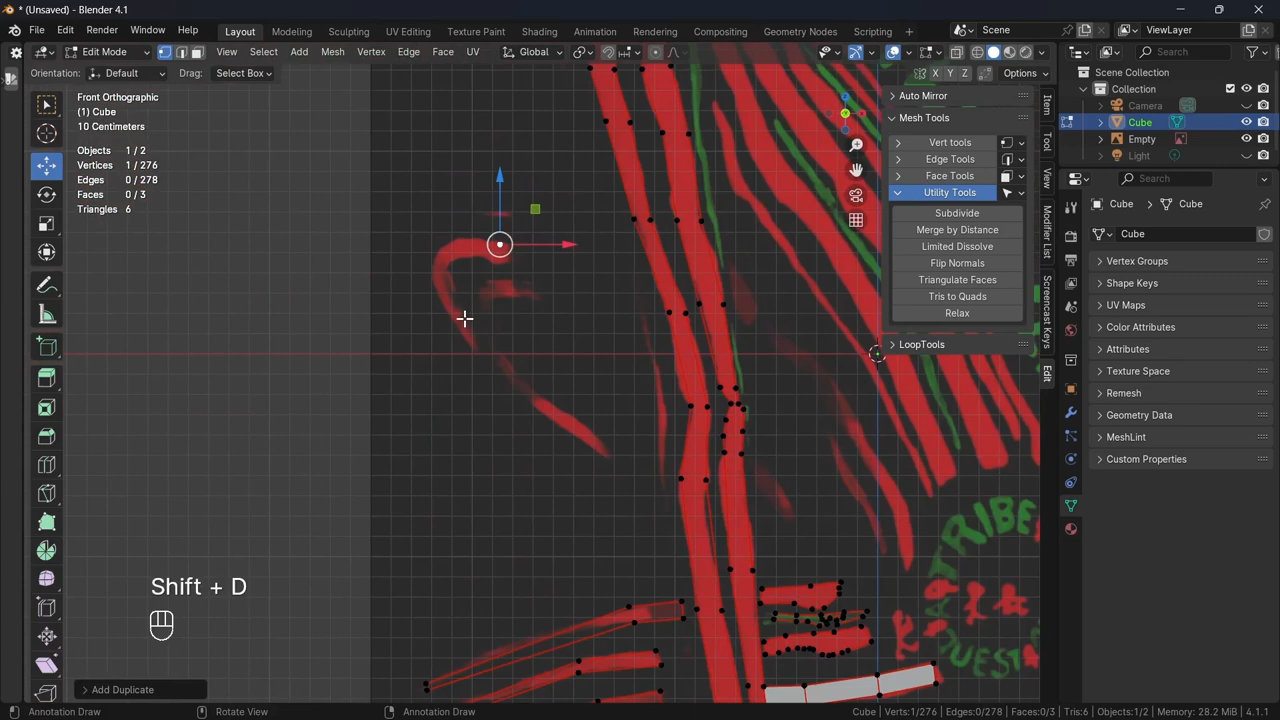 * (Unsaved) - Blender 4.1.1
File Edit Render Window Help
Layout Modeling Sculpting UV Editing Texture Paint Shading Animation Rendering Compositing Geometry Nodes Scripting +
Scene ViewLayer
Edit Mode View Select Add Mesh Vertex Edge Face UV Global
Search
Orientation: Default Drag: Select Box
X Y Z Options
Scene Collection
Collection
Camera
Cube
Empty
Light
Front Orthographic
(1) Cube
10 Centimeters
Objects 1/2
Vertices 1/276
Edges 0/278
Faces 0/3
Triangles 6
Auto Mirror
Mesh Tools
Vert tools
Edge Tools
Face Tools
Utility Tools
Subdivide
Merge by Distance
Limited Dissolve
Flip Normals
Triangulate Faces
Tris to Quads
Relax
LoopTools
Item
Tool
View
Modifier List
Screencast Keys
Edit
Search
Cube Cube
Cube
Vertex Groups
Shape Keys
UV Maps
Color Attributes
Attributes
Texture Space
Remesh
Geometry Data
MeshLint
Custom Properties
TRIBE
QUEST
Shift + D
Add Duplicate
Annotation Draw Rotate View Annotation Draw Cube | Verts:1/276 | Edges:0/278 | Faces:0/3 | Tris:6 | Objects:1/2 | Memory: 28.2 MiB | 4.1.1